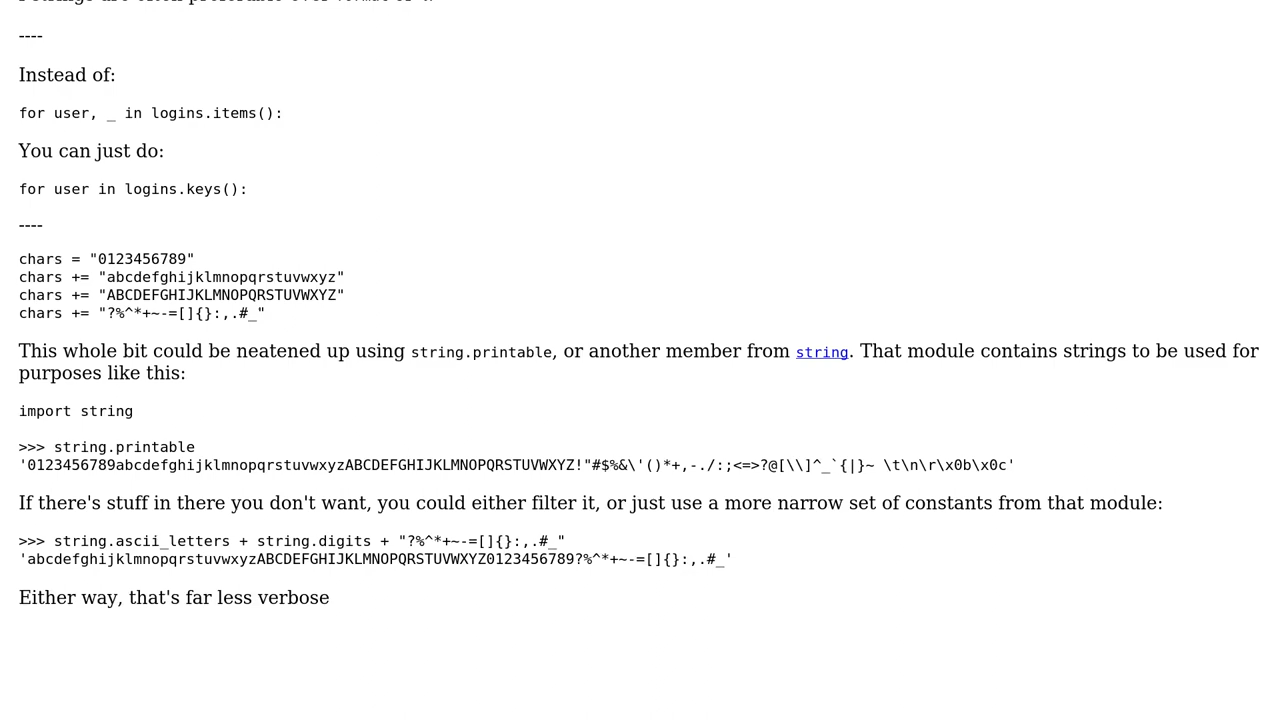 ----
Instead of:
for user, _ in logins.items():
You can just do:
for user in logins.keys():
----
chars = "0123456789"
chars += "abcdefghijklmnopqrstuvwxyz"
chars += "ABCDEFGHIJKLMNOPQRSTUVWXYZ"
chars += "?%^*+~-=[]{}:,.#_"
This whole bit could be neatened up using string.printable, or another member from string. That module contains strings to be used for
purposes like this:
import string
>>> string.printable
'0123456789abcdefghijklmnopqrstuvwxyzABCDEFGHIJKLMNOPQRSTUVWXYZ!"#$%&\'()*+,-./:;<=>?@[\\]^_`{|}~ \t\n\r\x0b\x0c'
If there's stuff in there you don't want, you could either filter it, or just use a more narrow set of constants from that module:
>>> string.ascii_letters + string.digits + "?%^*+~-=[]{}:,.#_"
'abcdefghijklmnopqrstuvwxyzABCDEFGHIJKLMNOPQRSTUVWXYZ0123456789?%^*+~-=[]{}:,.#_'
Either way, that's far less verbose